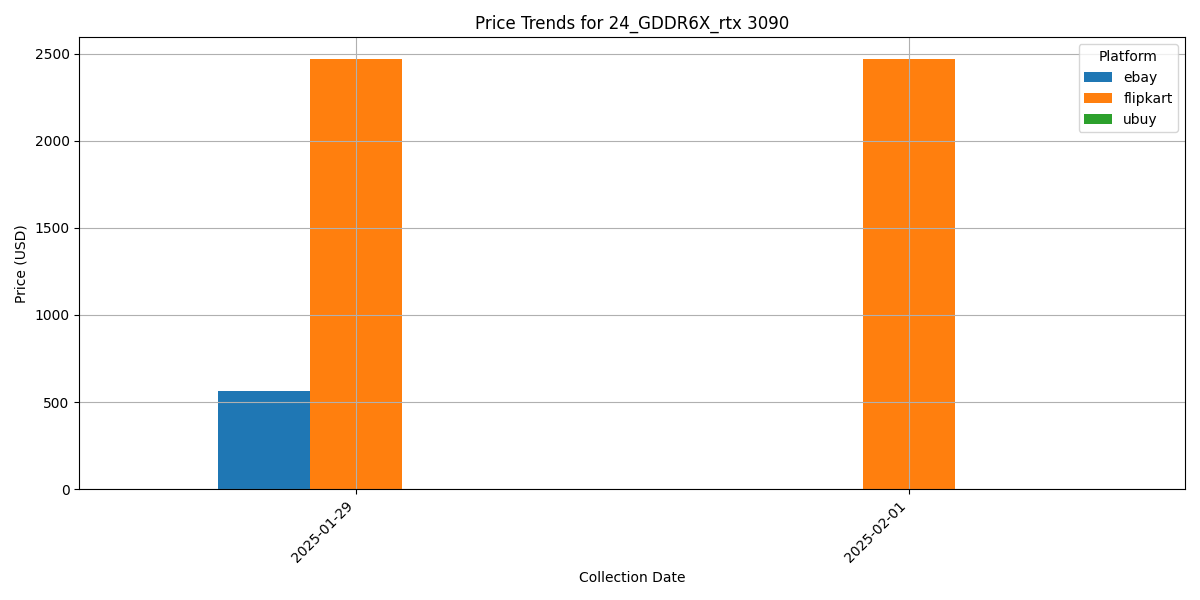 Price Trends for 24_GDDR6X_rtx 3090
Platform
ebay
flipkart
ubuy
Price (USD)
2500
2000
1500
1000
500
0
2025-01-29
2025-02-01
Collection Date